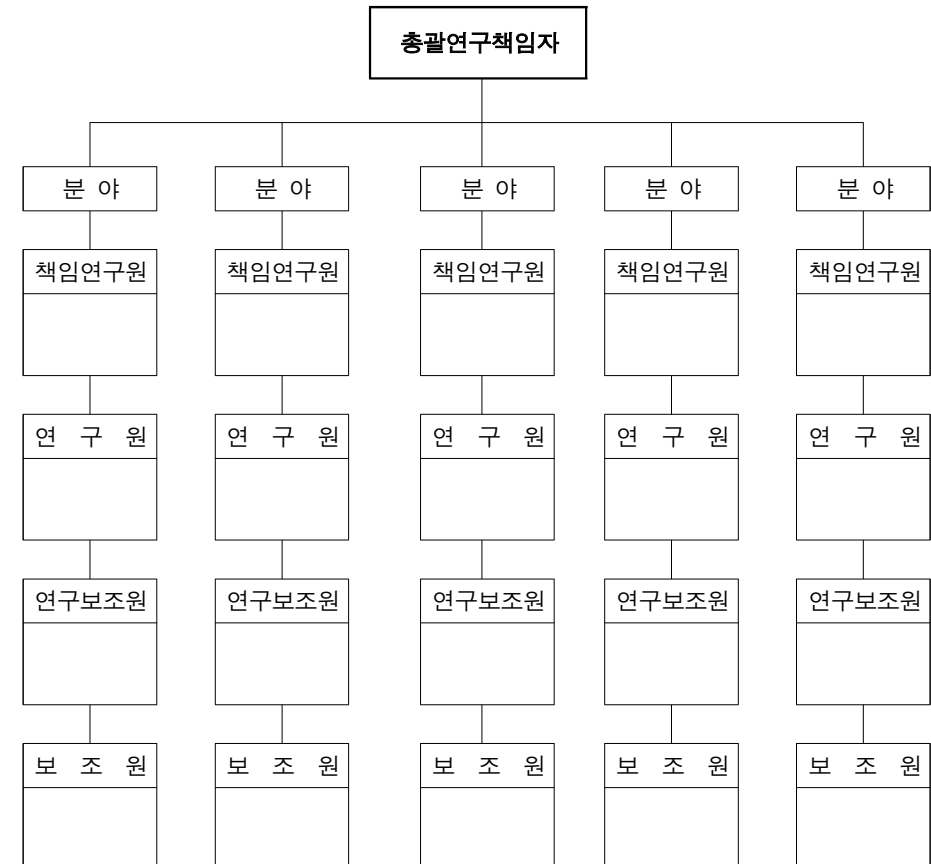 총괄연구책임자
분 야 분 야 분 야 분 야 분 야
책임연구원 책임연구원 책임연구원 책임연구원 책임연구원
연 구 원 연 구 원 연 구 원 연 구 원 연 구 원
연구보조원 연구보조원 연구보조원 연구보조원 연구보조원
보 조 원 보 조 원 보 조 원 보 조 원 보 조 원